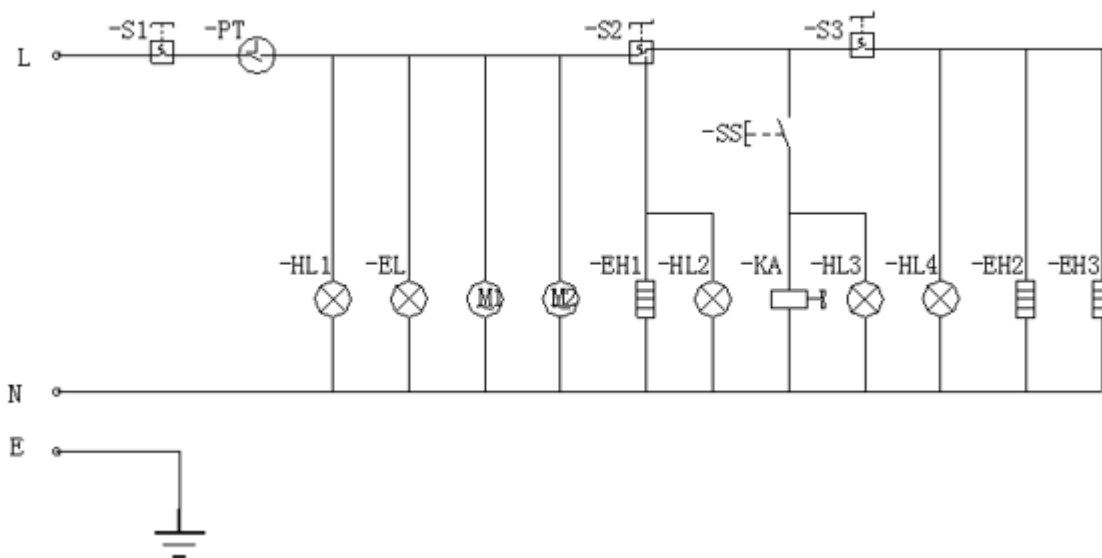 -S1
-PT
-S2
-S3
L
-SS
-HL1
-EL
-EH1
-HL2
-KA
-HL3
-HL4
-EH2
-EH3
M1
M2
N
E